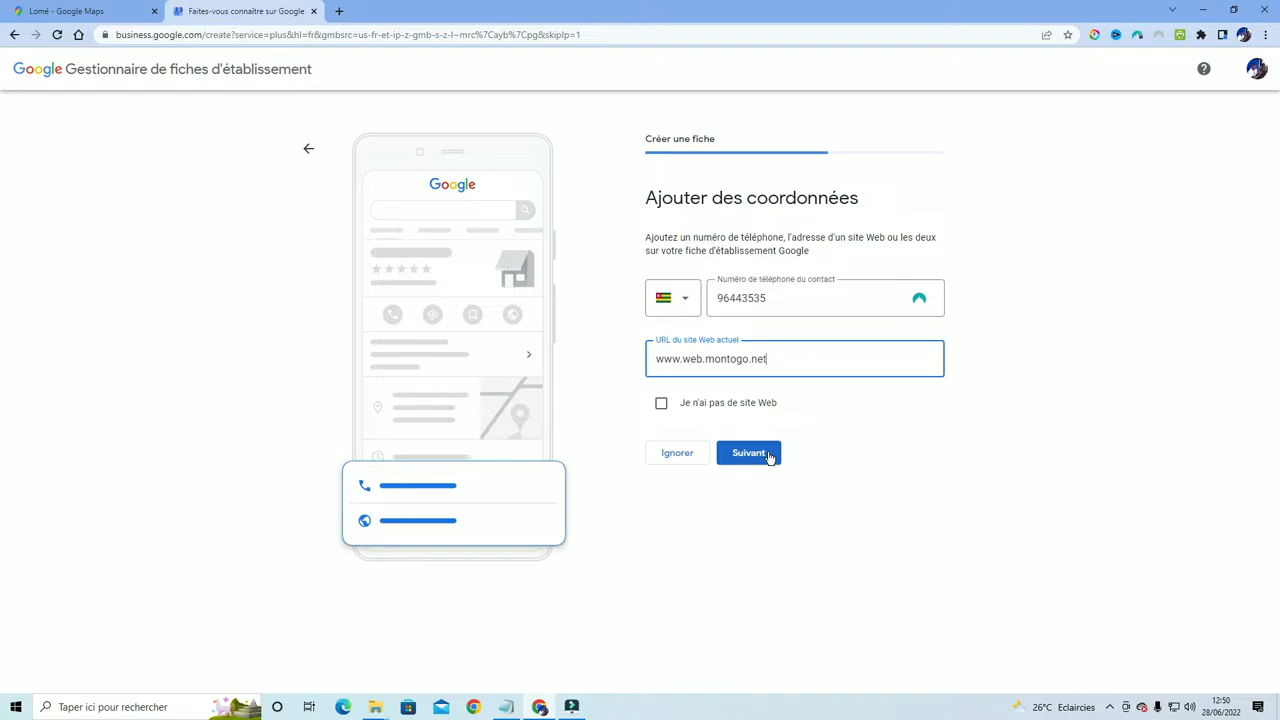 Lomé - Google Maps
Faites-vous connaître sur Google
business.google.com/create?service=plus&hl=fr&gmbsrc=us-fr-et-ip-z-gmb-s-z-l~mrc%7Cayb%7Cpg&skiplp=1
Google Gestionnaire de fiches d'établissement
Créer une fiche
Google
Ajouter des coordonnées
Ajoutez un numéro de téléphone, l'adresse d'un site Web ou les deux
sur votre fiche d'établissement Google
Numéro de téléphone du contact
96443535
URL du site Web actuel
www.web.montogo.net
Je n'ai pas de site Web
Ignorer
Suivant
Taper ici pour rechercher
26°C Eclaircies
12:50
28/06/2022